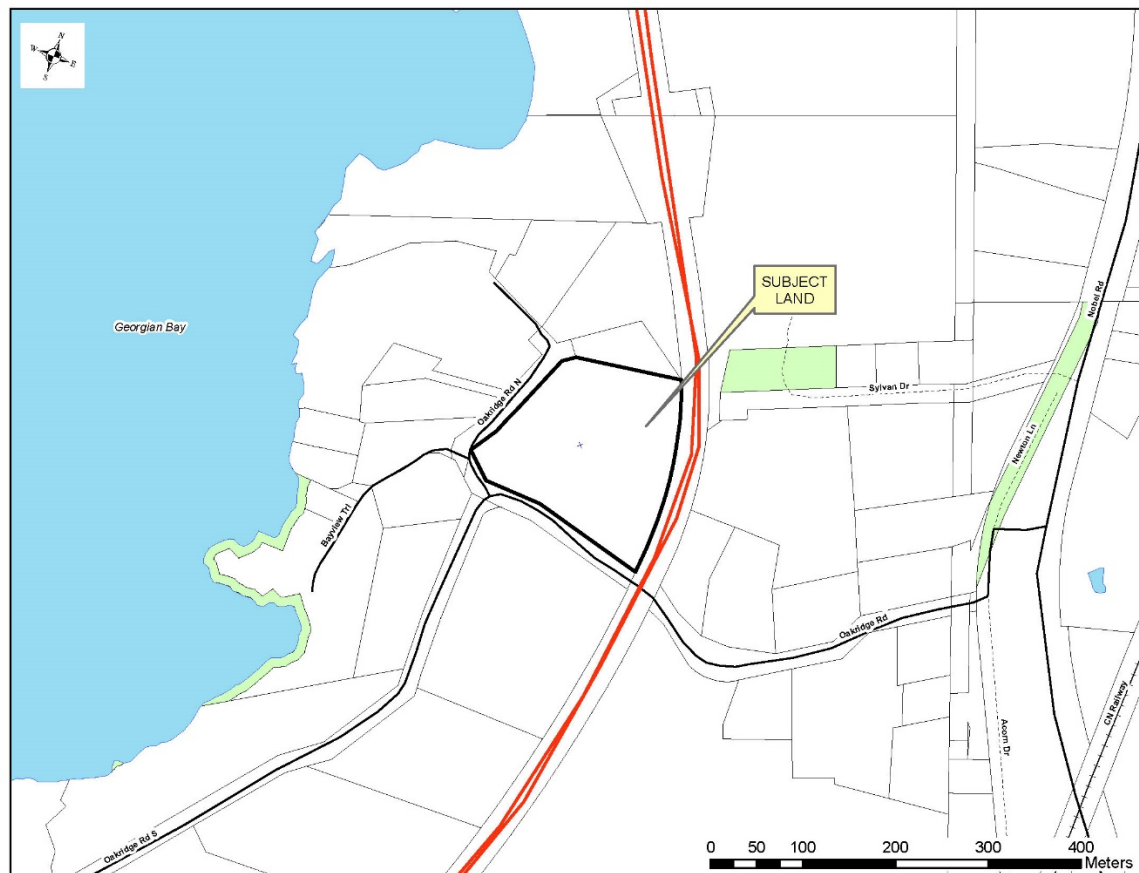 N
W
E
S
SUBJECT
LAND
Georgian Bay
Oakridge Rd N
Sylvan Dr
Nobel Rd
Newton Ln
Bayview Trl
Oakridge Rd
Acorn Dr
CN Railway
Oakridge Rd S
0 50 100 200 300 400
Meters